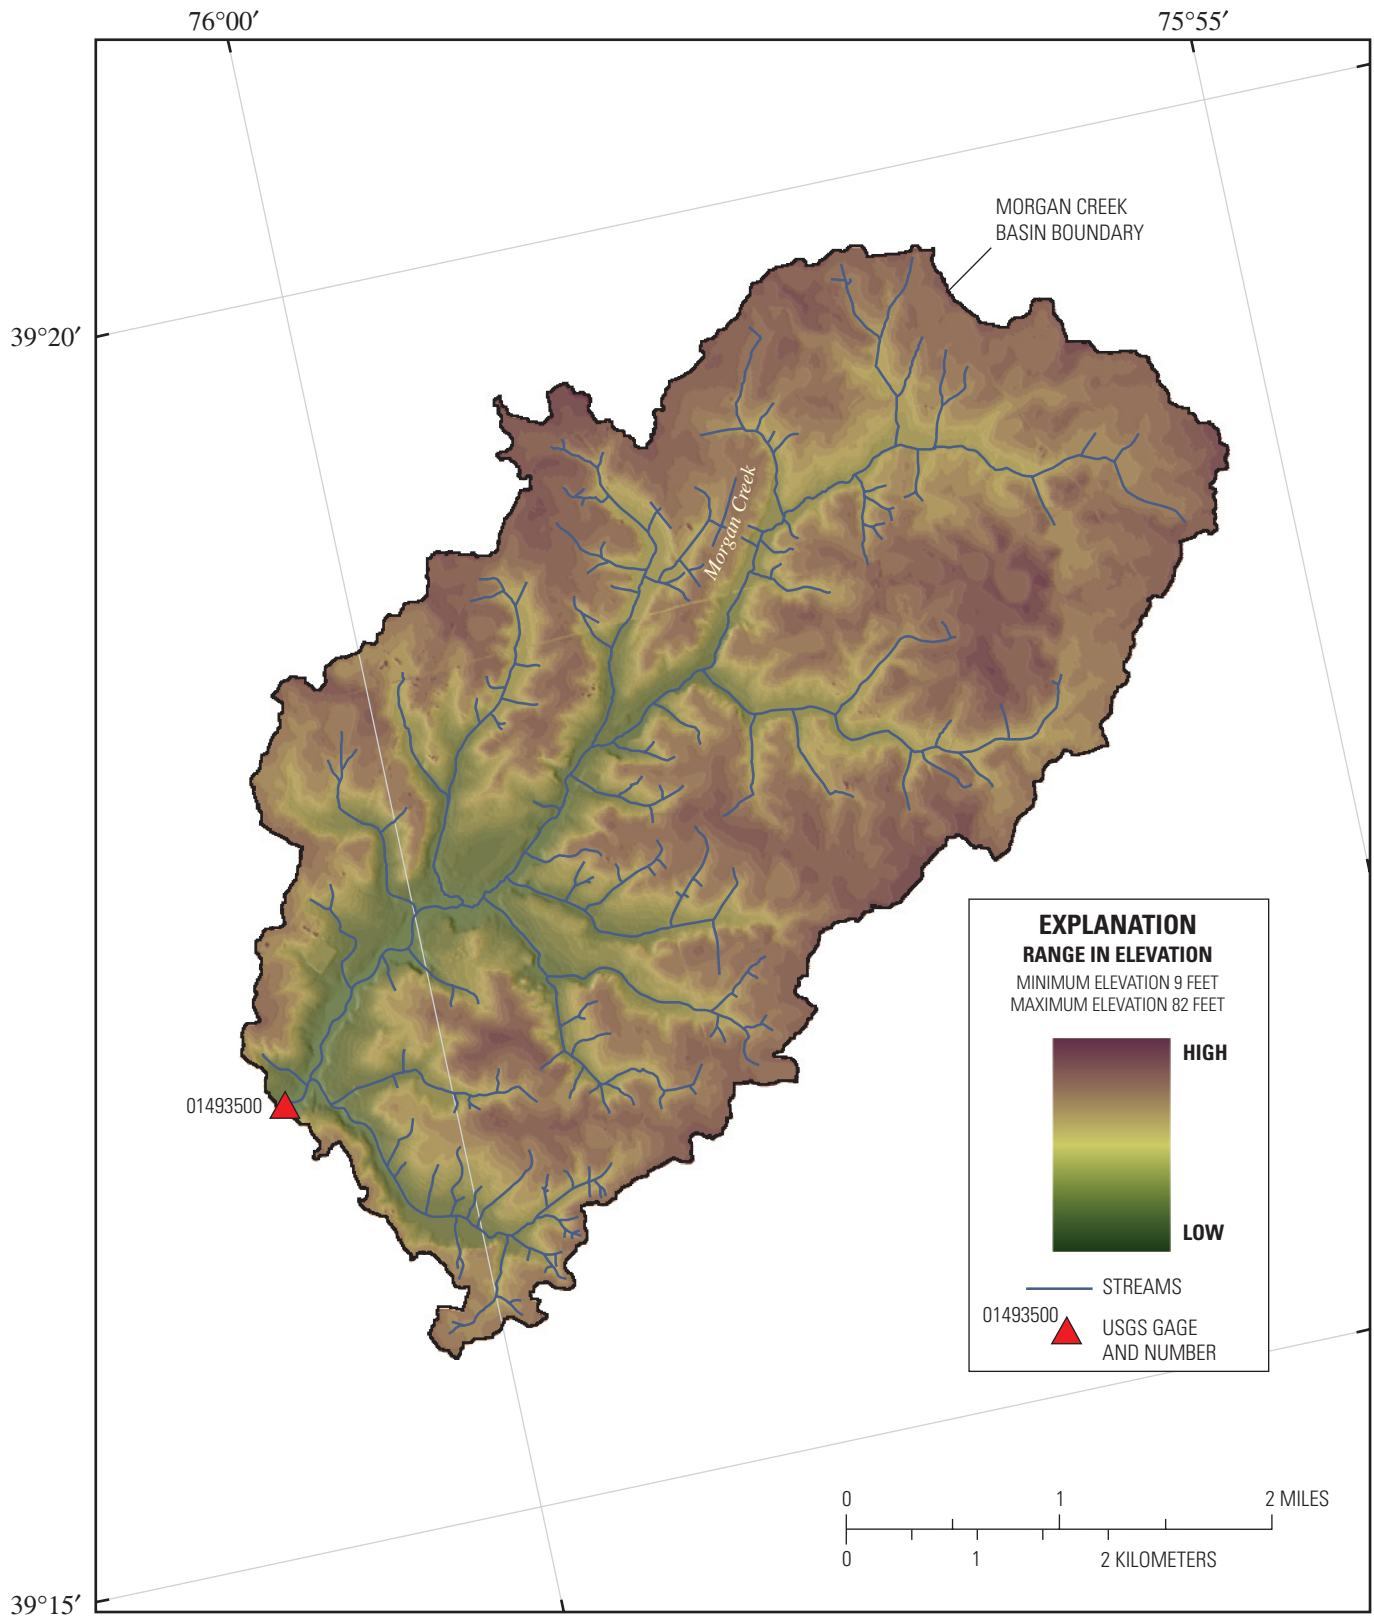 76°00′
75°55′
MORGAN CREEK
BASIN BOUNDARY
39°20′
Morgan Creek
01493500
EXPLANATION
RANGE IN ELEVATION
MINIMUM ELEVATION 9 FEET
MAXIMUM ELEVATION 82 FEET
HIGH
LOW
STREAMS
01493500
USGS GAGE
AND NUMBER
0 1 2 MILES
0 1 2 KILOMETERS
39°15′